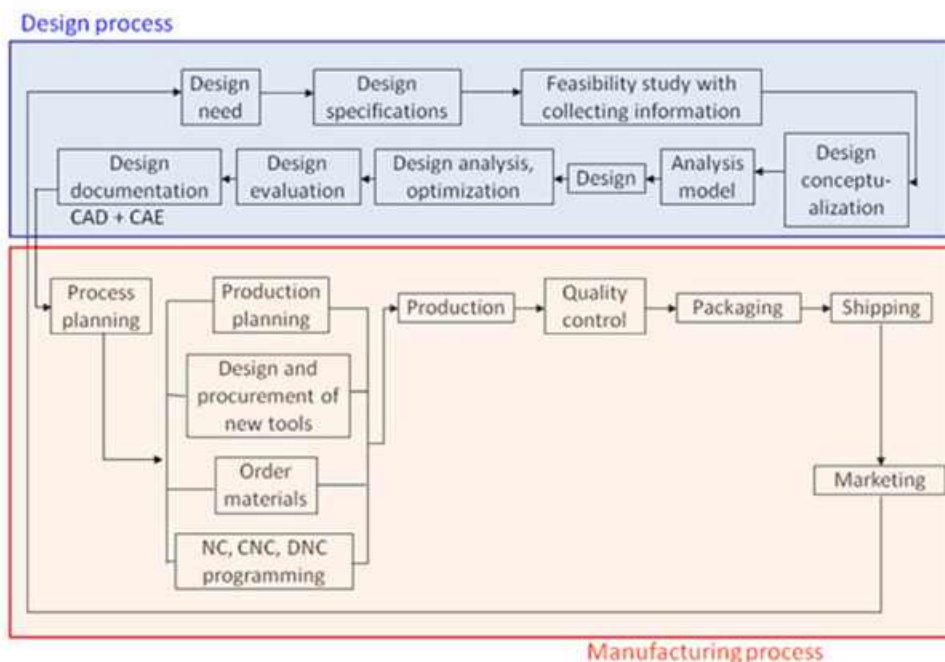 Design process
Design
need
Design
specifications
Feasibility study with
collecting information
Design
conceptu-
alization
Analysis
model
Design
Design analysis,
optimization
Design
evaluation
Design
documentation
CAD + CAE
Process
planning
Production
planning
Design and
procurement of
new tools
Order
materials
NC, CNC, DNC
programming
Production
Quality
control
Packaging
Shipping
Marketing
Manufacturing process